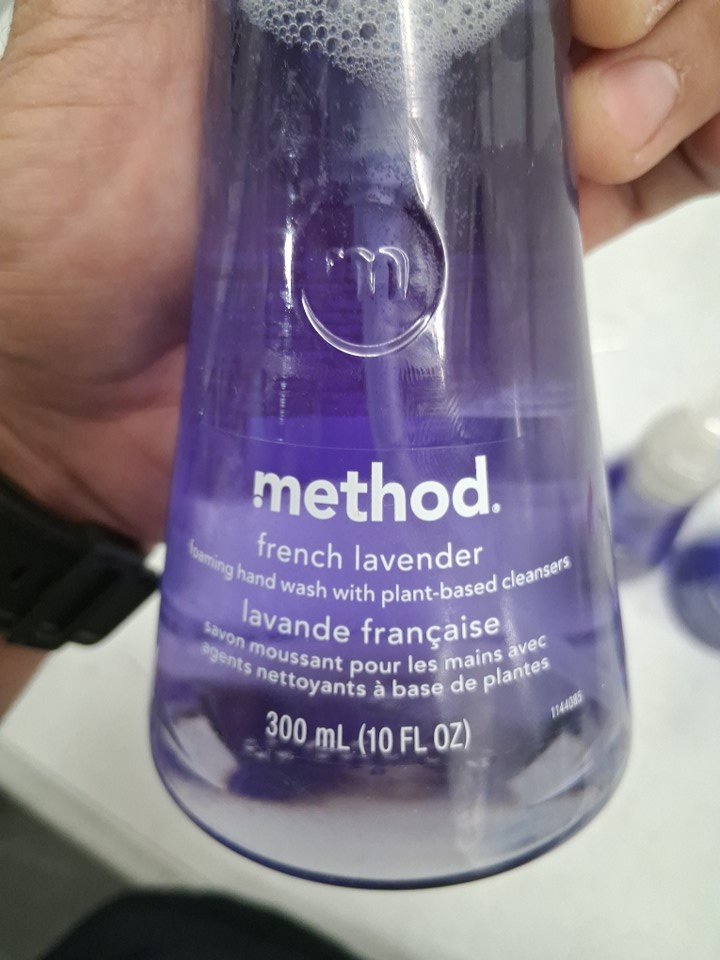 m
method.
french lavender
foaming hand wash with plant-based cleansers
lavande française
savon moussant pour les mains avec
agents nettoyants à base de plantes
1144085
300 mL (10 FL OZ)